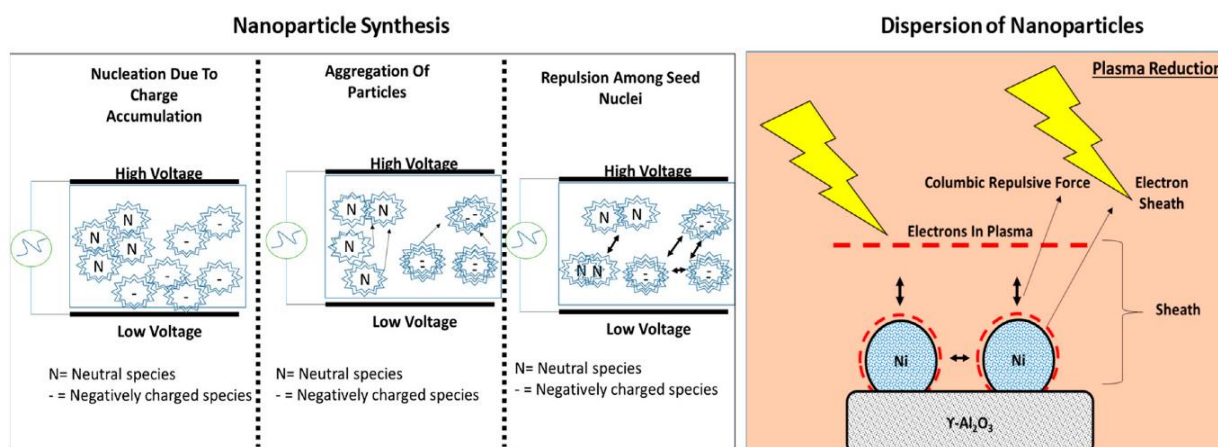 Nanoparticle Synthesis
Nucleation Due To
Charge
Accumulation
High Voltage
N
N
N
N
N
-
-
-
-
-
-
-
Low Voltage
N= Neutral species
- = Negatively charged species
Aggregation Of
Particles
High Voltage
N
N
N
N
- -
-
-
-
-
Low Voltage
N= Neutral species
- = Negatively charged species
Repulsion Among Seed
Nuclei
High Voltage
N
N
N
N
- -
-
-
-
-
Low Voltage
N= Neutral species
- = Negatively charged species
Dispersion of Nanoparticles
Plasma Reduction
Columbic Repulsive Force
Electron
Sheath
Electrons In Plasma
Sheath
Ni
Ni
ϒ-Al₂O₃